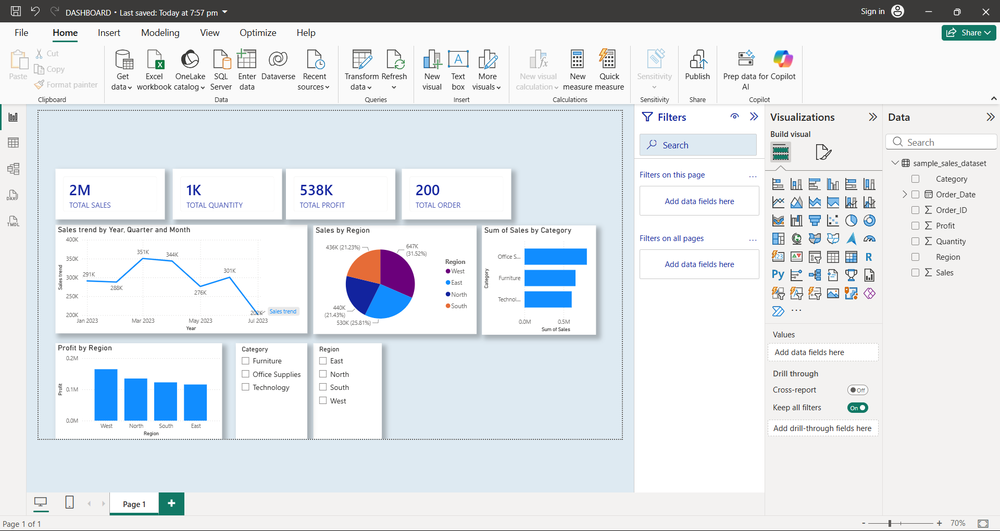 DASHBOARD • Last saved: Today at 7:57 pm
Sign in
File Home Insert Modeling View Optimize Help
Share
Paste
Cut
Copy
Format painter
Clipboard
Get data
Excel workbook
OneLake catalog
SQL Server
Enter data
Dataverse
Recent sources
Data
Transform data
Refresh
Queries
New visual
Text box
More visuals
Insert
New visual calculation
New measure
Quick measure
Calculations
Sensitivity
Sensitivity
Publish
Share
Prep data for AI
Copilot
Copilot
DAX
TMDL
2M
TOTAL SALES
1K
TOTAL QUANTITY
538K
TOTAL PROFIT
200
TOTAL ORDER
Sales trend by Year, Quarter and Month
Sales trend
400K
350K
300K
250K
200K
291K
288K
351K
344K
276K
301K
202K
Sales trend
Jan 2023
Mar 2023
May 2023
Jul 2023
Year
Sales by Region
436K (21.23%)
647K
(31.52%)
440K
(21.43%)
530K (25.81%)
Region
West
East
North
South
Sum of Sales by Category
Category
Office S...
Furniture
Technol...
0.0M
0.5M
Sum of Sales
Profit by Region
Profit
0.2M
0.1M
0.0M
West
North
South
East
Region
Category
Furniture
Office Supplies
Technology
Region
East
North
South
West
Filters
Search
Filters on this page
...
Add data fields here
Filters on all pages
...
Add data fields here
Visualizations
Build visual
123
R
Py
...
Values
Add data fields here
Drill through
Cross-report
Off
Keep all filters
On
Add drill-through fields here
Data
Search
sample_sales_dataset
Category
Order_Date
Order_ID
Profit
Quantity
Region
Sales
Page 1
Page 1 of 1
- + 70%